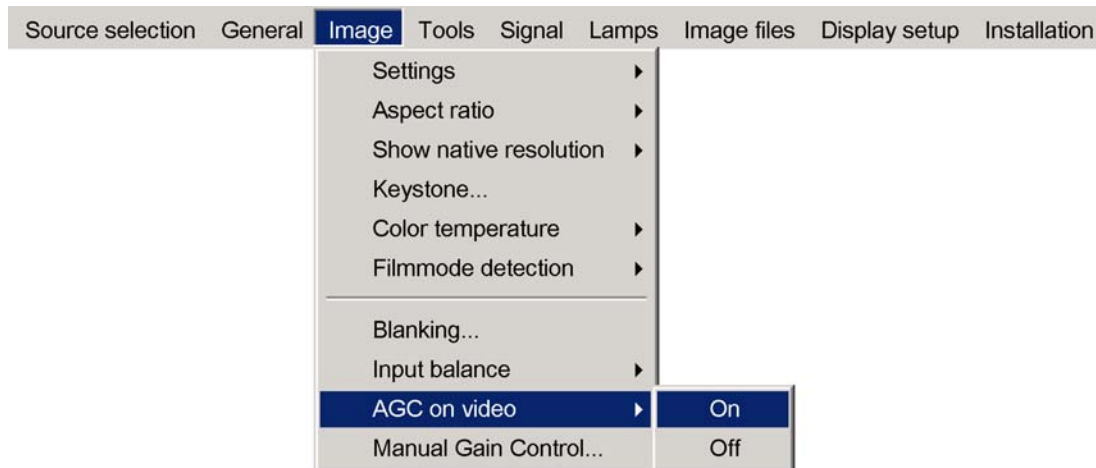 Source selection General Image Tools Signal Lamps Image files Display setup Installation
Settings
Aspect ratio
Show native resolution
Keystone...
Color temperature
Filmmode detection
Blanking...
Input balance
AGC on video On
Manual Gain Control... Off